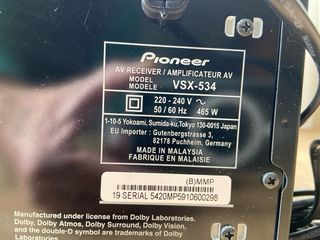 Pioneer
AV RECEIVER / AMPLIFICATEUR AV
MODEL
MODELE VSX-534
220 - 240 V ~
50 / 60 Hz 465 W
1-10-5 Yokoami, Sumida-ku, Tokyo 130-0015 Japan
EU Importer : Gutenbergstrasse 3,
82178 Puchheim, Germany
MADE IN MALAYSIA
FABRIQUE EN MALAISIE
(B)MMP
19 SERIAL 5420MP5910600298
Manufactured under license from Dolby Laboratories.
Dolby, Dolby Atmos, Dolby Surround, Dolby Vision,
and the double-D symbol are trademarks of Dolby
Laboratories.